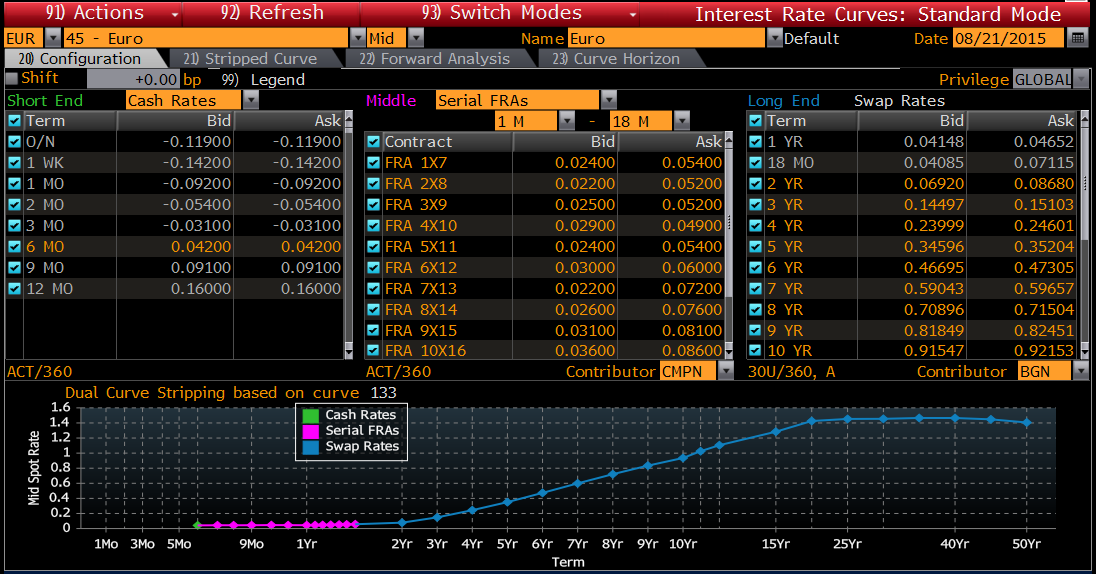 91) Actions 92) Refresh 93) Switch Modes Interest Rate Curves: Standard Mode
EUR 45 - Euro Mid Name Euro Default Date 08/21/2015
20) Configuration 21) Stripped Curve 22) Forward Analysis 23) Curve Horizon
Shift +0.00 bp 99) Legend Privilege GLOBAL
Short End Cash Rates Middle Serial FRAs Long End Swap Rates
1 M - 18 M
Term Bid Ask
O/N -0.11900 -0.11900
1 WK -0.14200 -0.14200
1 MO -0.09200 -0.09200
2 MO -0.05400 -0.05400
3 MO -0.03100 -0.03100
6 MO 0.04200 0.04200
9 MO 0.09100 0.09100
12 MO 0.16000 0.16000
ACT/360
Contract Bid Ask
FRA 1X7 0.02400 0.05400
FRA 2X8 0.02200 0.05200
FRA 3X9 0.02500 0.05200
FRA 4X10 0.02900 0.04900
FRA 5X11 0.02400 0.05400
FRA 6X12 0.03000 0.06000
FRA 7X13 0.02200 0.07200
FRA 8X14 0.02600 0.07600
FRA 9X15 0.03100 0.08100
FRA 10X16 0.03600 0.08600
ACT/360 Contributor CMPN
Term Bid Ask
1 YR 0.04148 0.04652
18 MO 0.04085 0.07115
2 YR 0.06920 0.08680
3 YR 0.14497 0.15103
4 YR 0.23999 0.24601
5 YR 0.34596 0.35204
6 YR 0.46695 0.47305
7 YR 0.59043 0.59657
8 YR 0.70896 0.71504
9 YR 0.81849 0.82451
10 YR 0.91547 0.92153
30U/360, A Contributor BGN
Dual Curve Stripping based on curve 133
Cash Rates
Serial FRAs
Swap Rates
Mid Spot Rate
1.6
1.4
1.2
1
0.8
0.6
0.4
0.2
0
1Mo 3Mo 5Mo 9Mo 1Yr 2Yr 3Yr 4Yr 5Yr 6Yr 7Yr 8Yr 9Yr 10Yr 15Yr 25Yr 40Yr 50Yr
Term